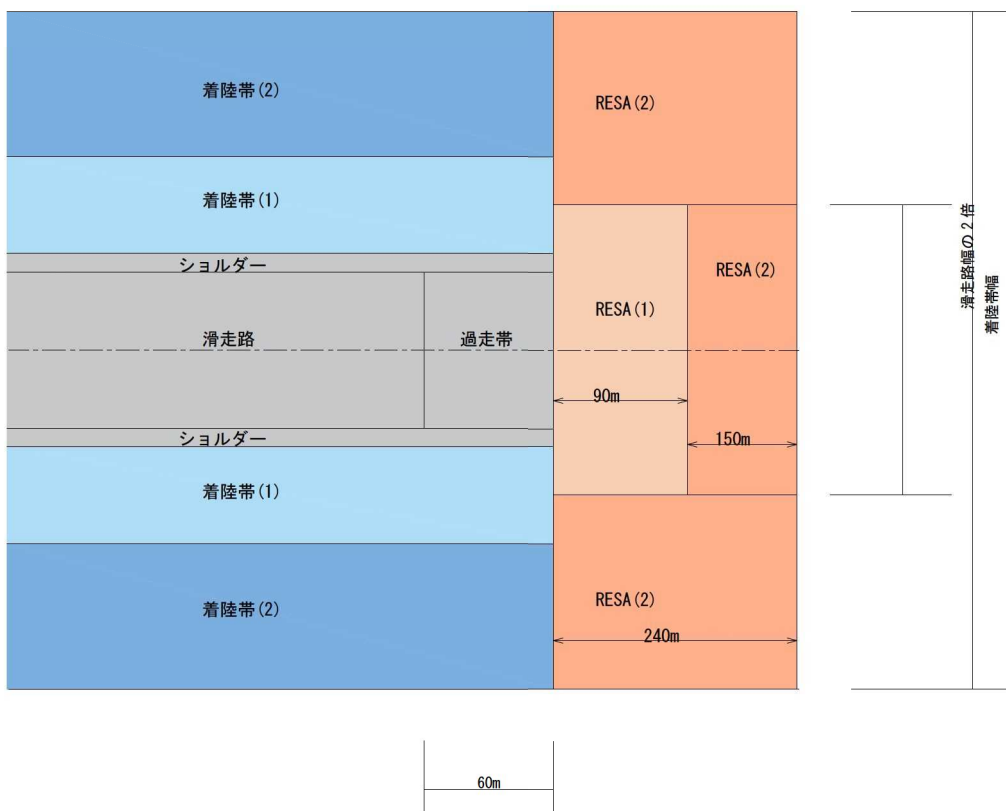 着陸帯(2)
RESA(2)
着陸帯(1)
ショルダー
RESA(2)
滑走路
過走帯
RESA(1)
滑走路幅の2倍
着陸帯幅
90m
150m
ショルダー
着陸帯(1)
着陸帯(2)
RESA(2)
240m
60m